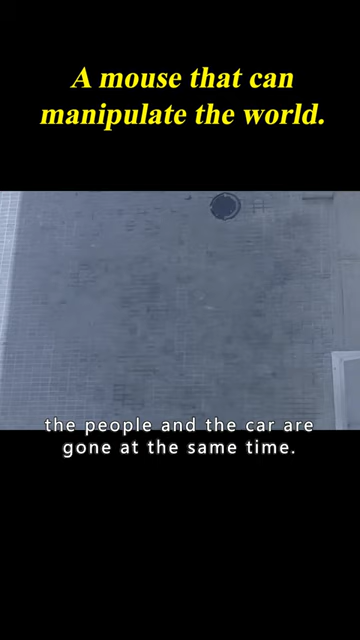 A mouse that can
manipulate the world.
the people and the car are
gone at the same time.